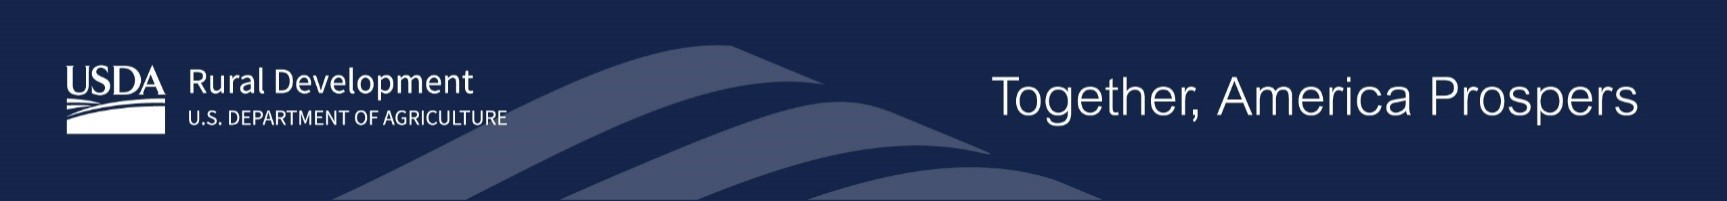 USDA
Rural Development
U.S. DEPARTMENT OF AGRICULTURE
Together, America Prospers